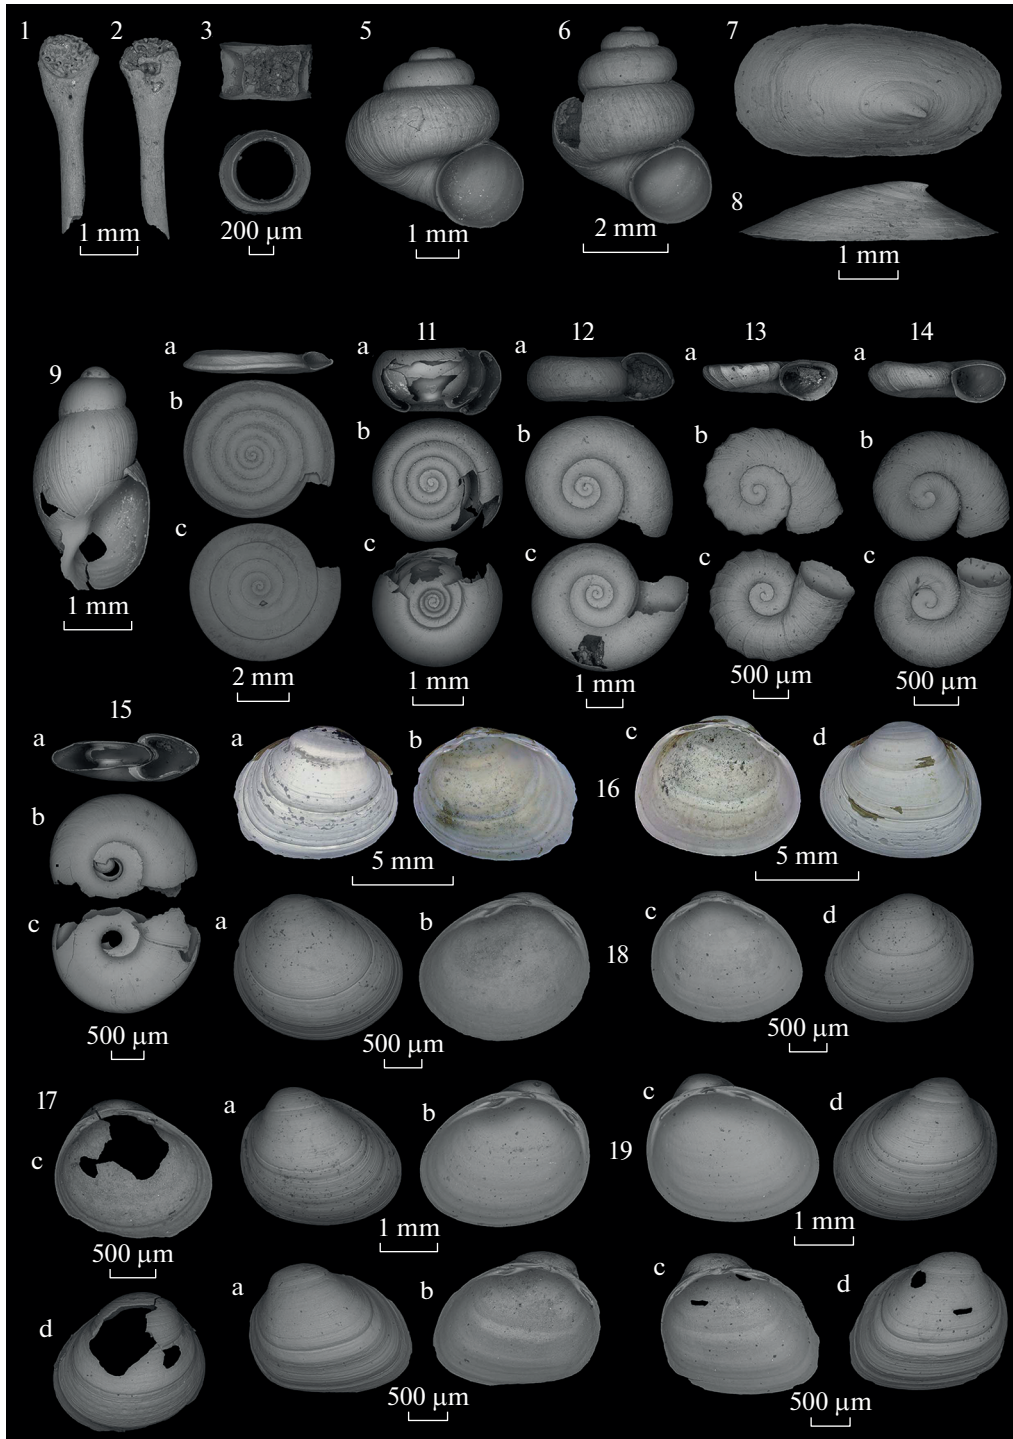 1 2 3 5 6 7
8
1 mm 200 μm 1 mm 2 mm 1 mm
9 a 11 12 13 14
a a a a
b b b b b
c c c c c
1 mm 2 mm 1 mm 1 mm 500 μm 500 μm
15
a a b c d
16
b 5 mm 5 mm
c a b c d
18
500 μm 500 μm 500 μm
17 a b c d
c 19
500 μm 1 mm 1 mm
d a b c d
500 μm 500 μm